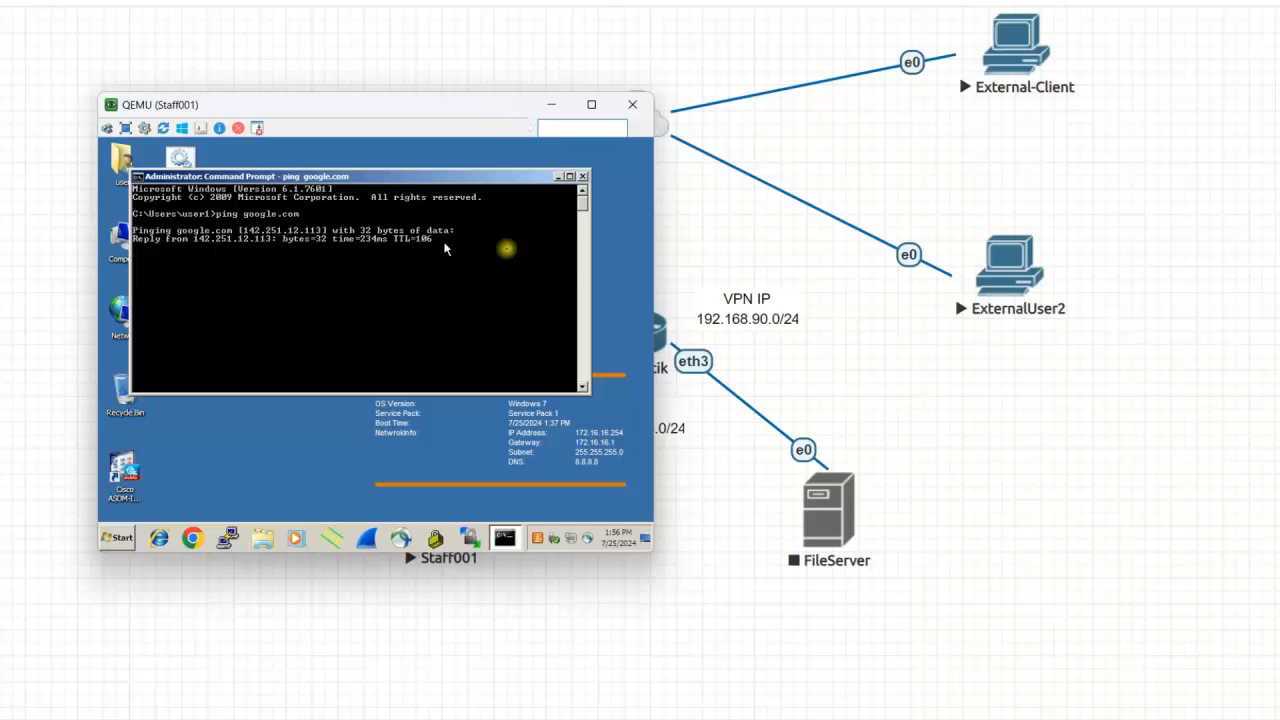 e0
External-Client
QEMU (Staff001)
Administrator: Command Prompt - ping google.com
Microsoft Windows [Version 6.1.7601]
Copyright (c) 2009 Microsoft Corporation. All rights reserved.
C:\Users\user1>ping google.com
Pinging google.com [142.251.12.113] with 32 bytes of data:
Reply from 142.251.12.113: bytes=32 time=234ms TTL=106
e0
ExternalUser2
VPN IP
192.168.90.0/24
tik
eth3
Recycle Bin
OS Version: Windows 7
Service Pack: Service Pack 1
Boot Time: 7/25/2024 1:37 PM
NetwrokInfo: IP Address: 172.16.16.254
Gateway: 172.16.16.1
Subnet: 255.255.255.0
DNS: 8.8.8.8
.0/24
e0
Cisco
ASDM-I...
Start
1:56 PM
7/25/2024
Staff001
FileServer